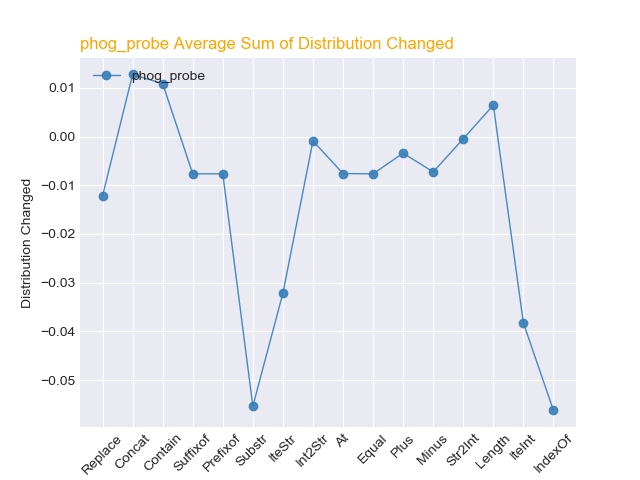 phog_probe Average Sum of Distribution Changed
phog_probe
0.01
0.00
−0.01
−0.02
−0.03
−0.04
−0.05
Distribution Changed
Replace
Concat
Contain
Suffixof
Prefixof
Substr
IteStr
Int2Str
At
Equal
Plus
Minus
Str2Int
Length
IteInt
IndexOf